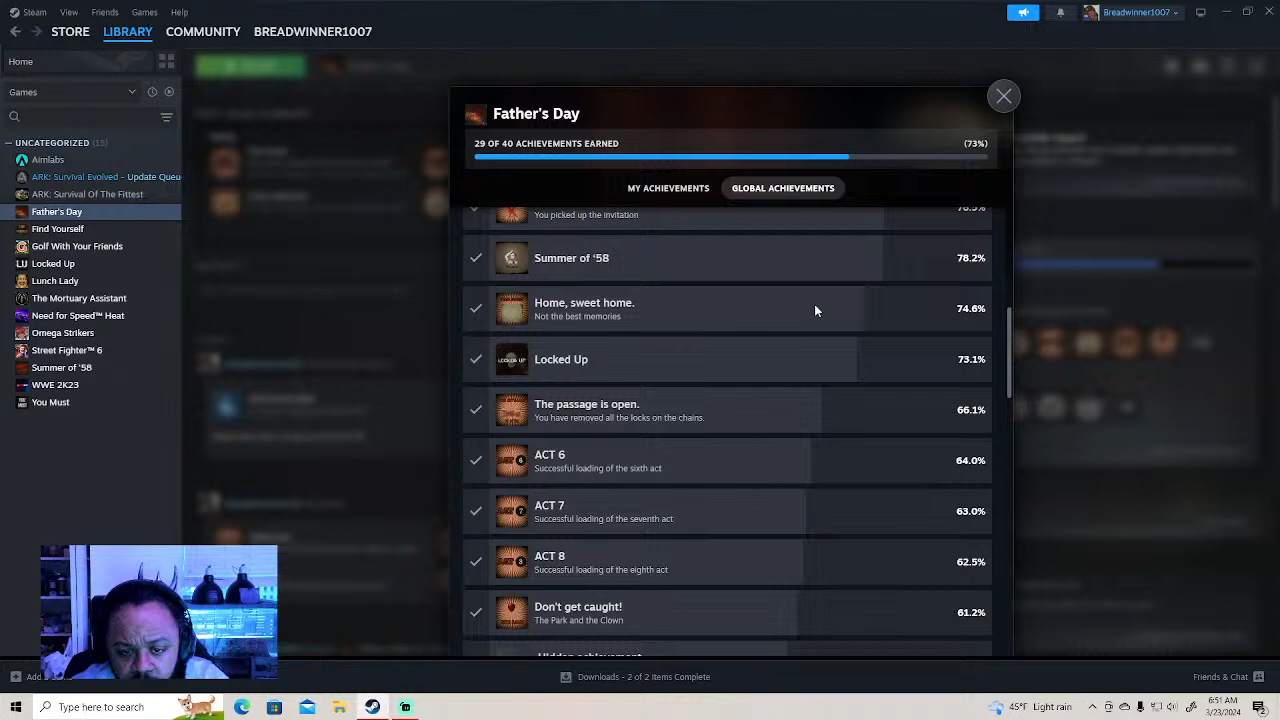 Steam View Friends Games Help
Breadwinner1007
STORE LIBRARY COMMUNITY BREADWINNER1007
Home
Games
UNCATEGORIZED (15)
Aimlabs
ARK: Survival Evolved - Update Queu
ARK: Survival Of The Fittest
Father's Day
Find Yourself
Golf With Your Friends
Locked Up
Lunch Lady
The Mortuary Assistant
Need for Speed™ Heat
Omega Strikers
Street Fighter™ 6
Summer of '58
WWE 2K23
You Must
Father's Day
29 OF 40 ACHIEVEMENTS EARNED (73%)
MY ACHIEVEMENTS GLOBAL ACHIEVEMENTS
You picked up the invitation
Summer of '58 78.2%
Home, sweet home. 74.6%
Not the best memories
LOCKED UP
Locked Up 73.1%
The passage is open. 66.1%
You have removed all the locks on the chains.
ACT 6 64.0%
Successful loading of the sixth act
ACT 7 63.0%
Successful loading of the seventh act
ACT 8 62.5%
Successful loading of the eighth act
Don't get caught! 61.2%
The Park and the Clown
Hidden achievement
Downloads - 2 of 2 Items Complete
Friends & Chat
Type here to search
45°F Light rain
6:51 AM
3/23/2024